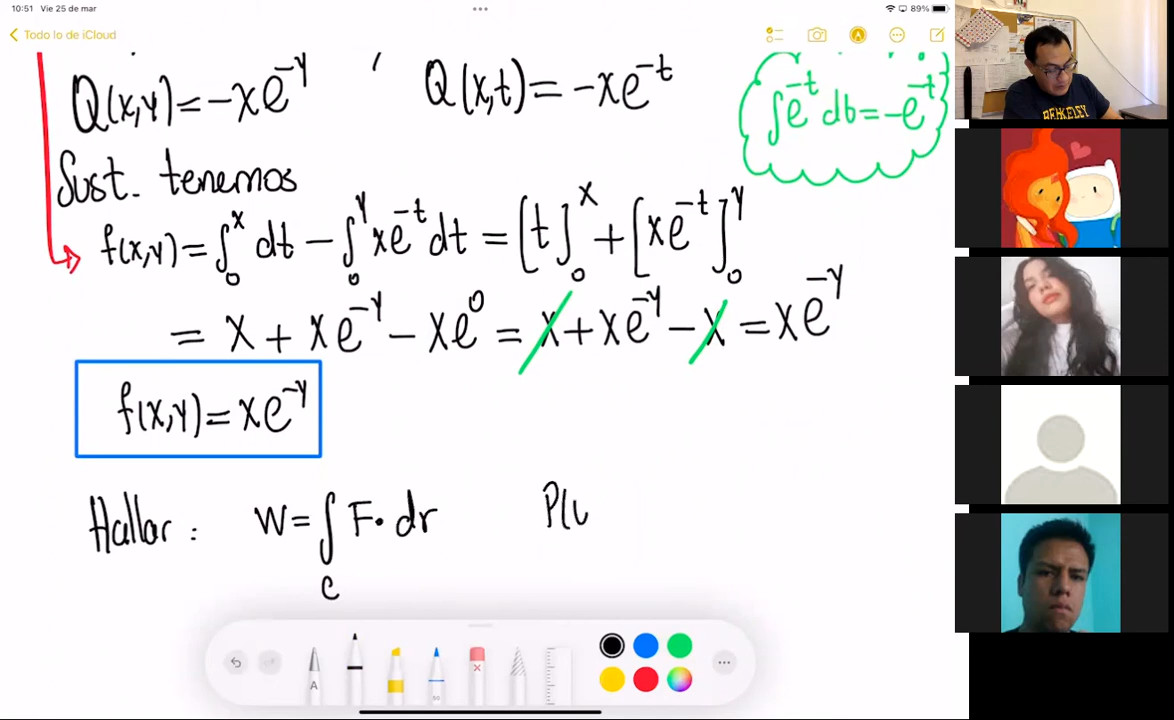 10:51 Vie 25 de mar
89%
Todo lo de iCloud
Q(x,y)=-xe^{-y}
Q(x,t)=-xe^{-t}
∫e^{-t} dt=-e^{-t}
Sust. tenemos
f(x,y)=∫_0^x dt-∫_0^y xe^{-t}dt=[t]_0^x+[xe^{-t}]_0^y
=x+xe^{-y}-xe^0=x+xe^{-y}-x=xe^{-y}
f(x,y)=xe^{-y}
Hallar: W=∫_C F·dr
A
50
BERKELEY